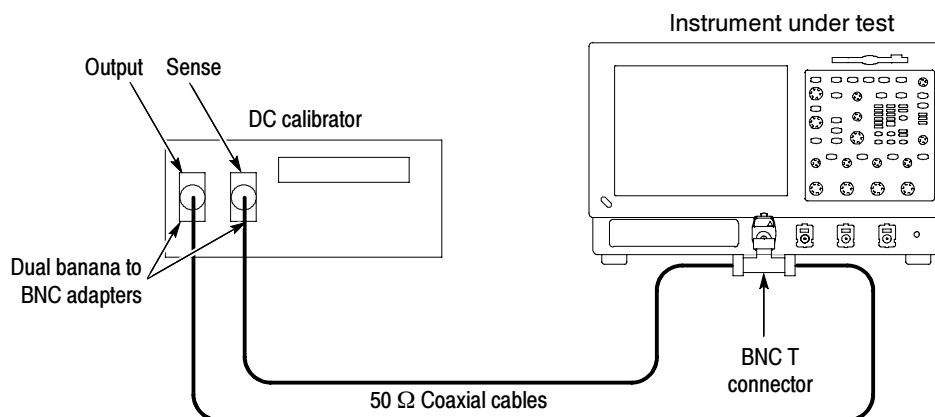 Instrument under test
Output Sense
DC calibrator
Dual banana to
BNC adapters
BNC T
connector
50 Ω Coaxial cables